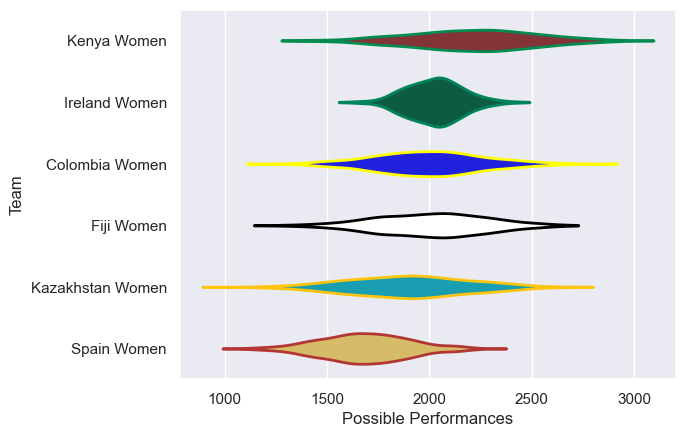 Kenya Women
Ireland Women
Colombia Women
Fiji Women
Kazakhstan Women
Spain Women
Team
1000 1500 2000 2500 3000
Possible Performances